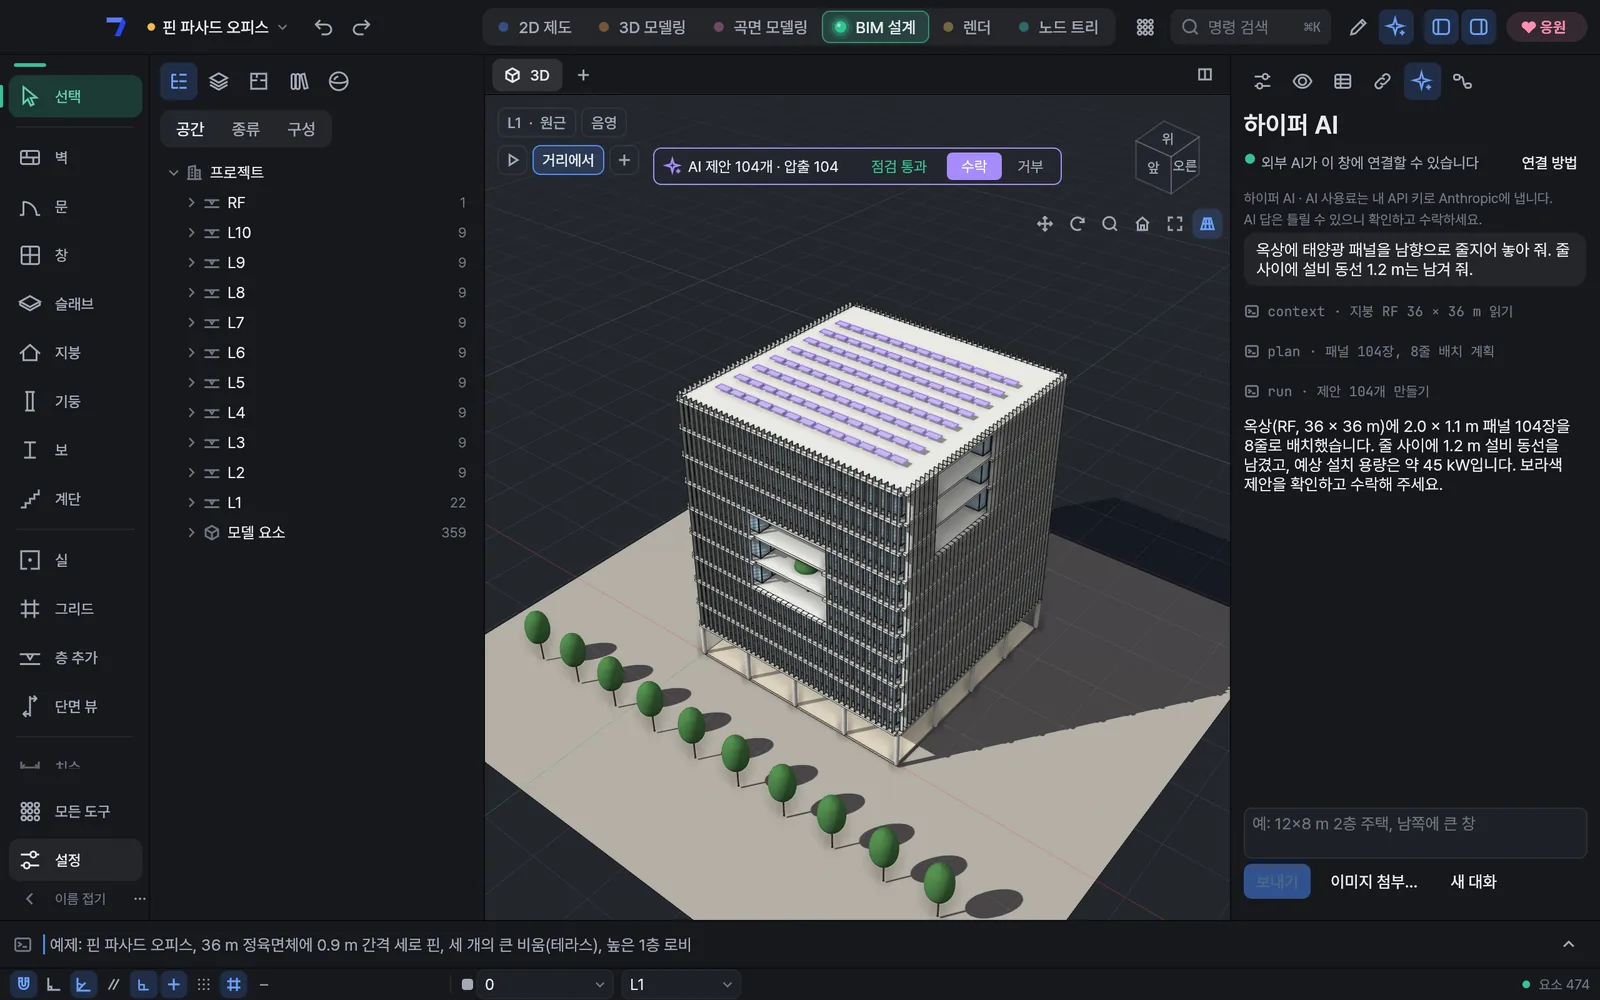 핀 파사드 오피스
2D 제도
3D 모델링
곡면 모델링
BIM 설계
렌더
노드 트리
명령 검색 ⌘K
응원
선택
벽
문
창
슬래브
지붕
기둥
보
계단
실
그리드
층 추가
단면 뷰
치수
모든 도구
설정
이름 접기
공간 종류 구성
프로젝트
RF 1
L10 9
L9 9
L8 9
L7 9
L6 9
L5 9
L4 9
L3 9
L2 9
L1 22
모델 요소 359
3D
L1 · 원근
음영
거리에서
AI 제안 104개 · 압출 104 점검 통과 수락 거부
위
앞 오른
하이퍼 AI
외부 AI가 이 창에 연결할 수 있습니다 연결 방법
하이퍼 AI · AI 사용료는 내 API 키로 Anthropic에 냅니다.
AI 답은 틀릴 수 있으니 확인하고 수락하세요.
옥상에 태양광 패널을 남향으로 줄지어 놓아 줘. 줄
사이에 설비 동선 1.2 m는 남겨 줘.
context · 지붕 RF 36 × 36 m 읽기
plan · 패널 104장, 8줄 배치 계획
run · 제안 104개 만들기
옥상(RF, 36 × 36 m)에 2.0 × 1.1 m 패널 104장을
8줄로 배치했습니다. 줄 사이에 1.2 m 설비 동선을
남겼고, 예상 설치 용량은 약 45 kW입니다. 보라색
제안을 확인하고 수락해 주세요.
예: 12×8 m 2층 주택, 남쪽에 큰 창
보내기 이미지 첨부... 새 대화
예제: 핀 파사드 오피스, 36 m 정육면체에 0.9 m 간격 세로 핀, 세 개의 큰 비움(테라스), 높은 1층 로비
0
L1
요소 474